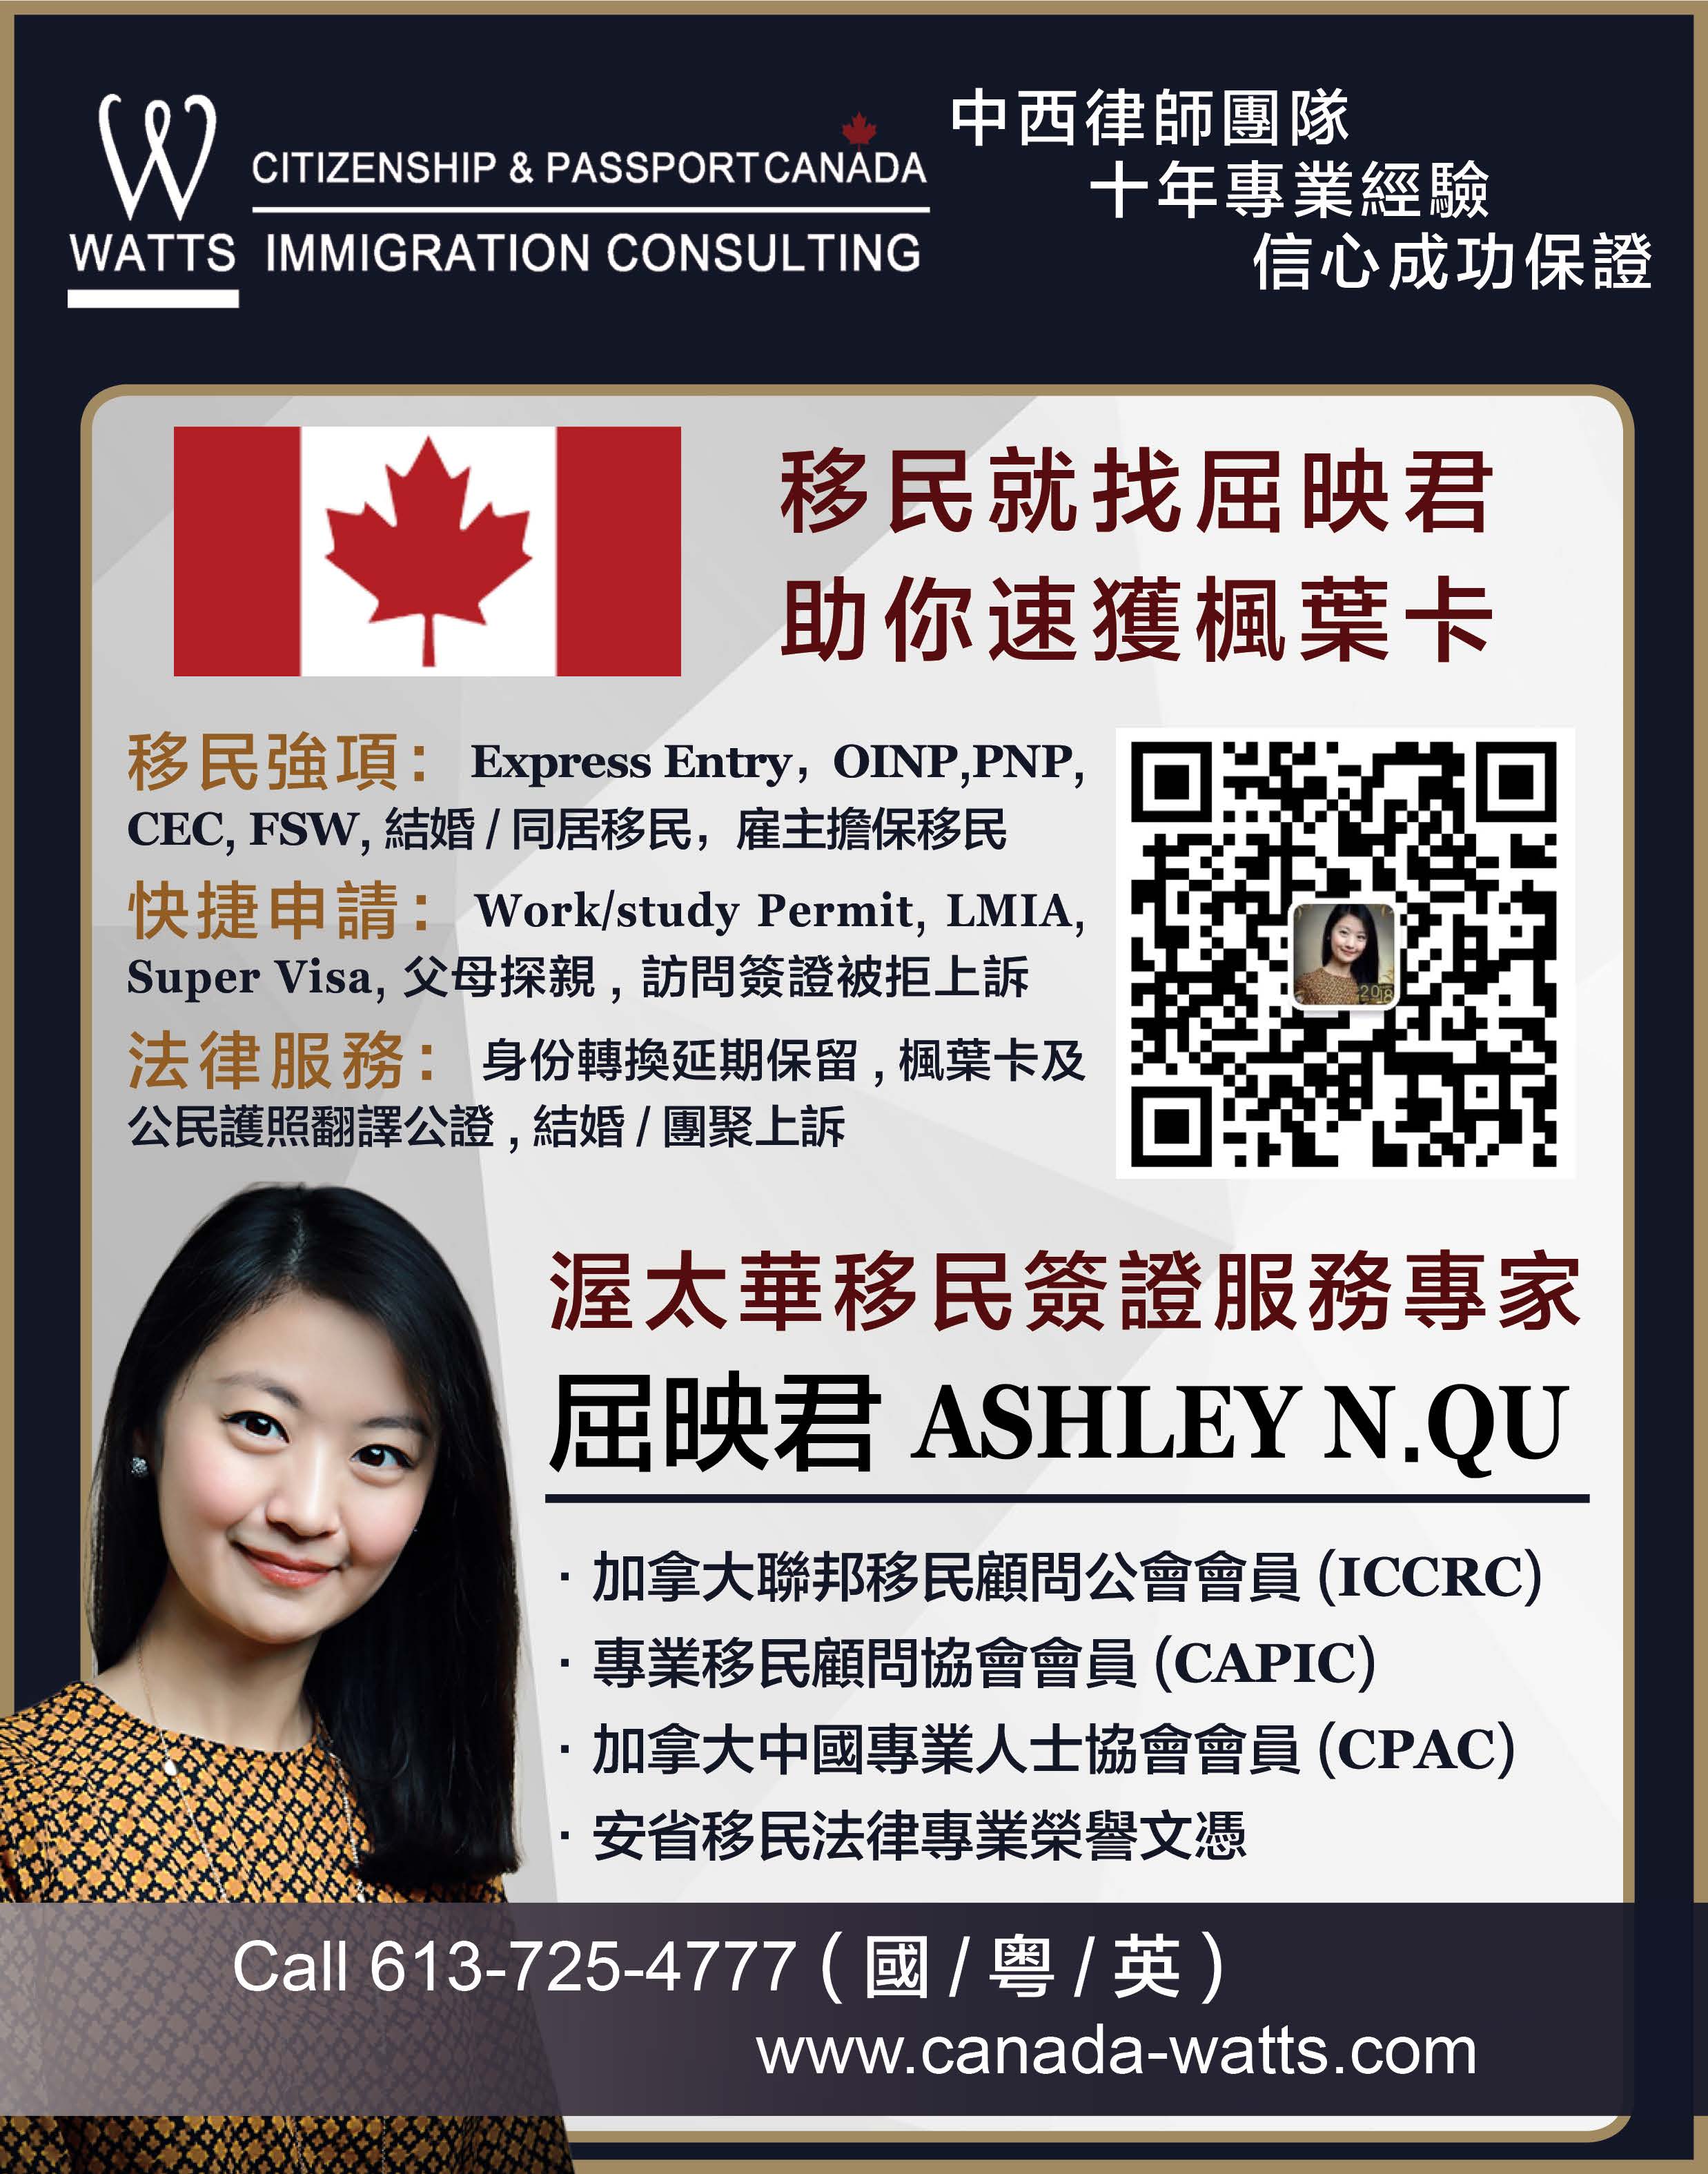 W
CITIZENSHIP & PASSPORT CANADA
WATTS IMMIGRATION CONSULTING
中西律師團隊
十年專業經驗
信心成功保證
移民就找屈映君
助你速獲楓葉卡
移民強項： Express Entry，OINP,PNP,
CEC, FSW, 結婚 / 同居移民，雇主擔保移民
快捷申請： Work/study Permit, LMIA,
Super Visa, 父母探親 , 訪問簽證被拒上訴
法律服務： 身份轉換延期保留 , 楓葉卡及
公民護照翻譯公證 , 結婚 / 團聚上訴
2018
渥太華移民簽證服務專家
屈映君 ASHLEY N.QU
· 加拿大聯邦移民顧問公會會員 (ICCRC)
· 專業移民顧問協會會員 (CAPIC)
· 加拿大中國專業人士協會會員 (CPAC)
· 安省移民法律專業榮譽文憑
Call 613-725-4777 ( 國 / 粵 / 英 )
www.canada-watts.com